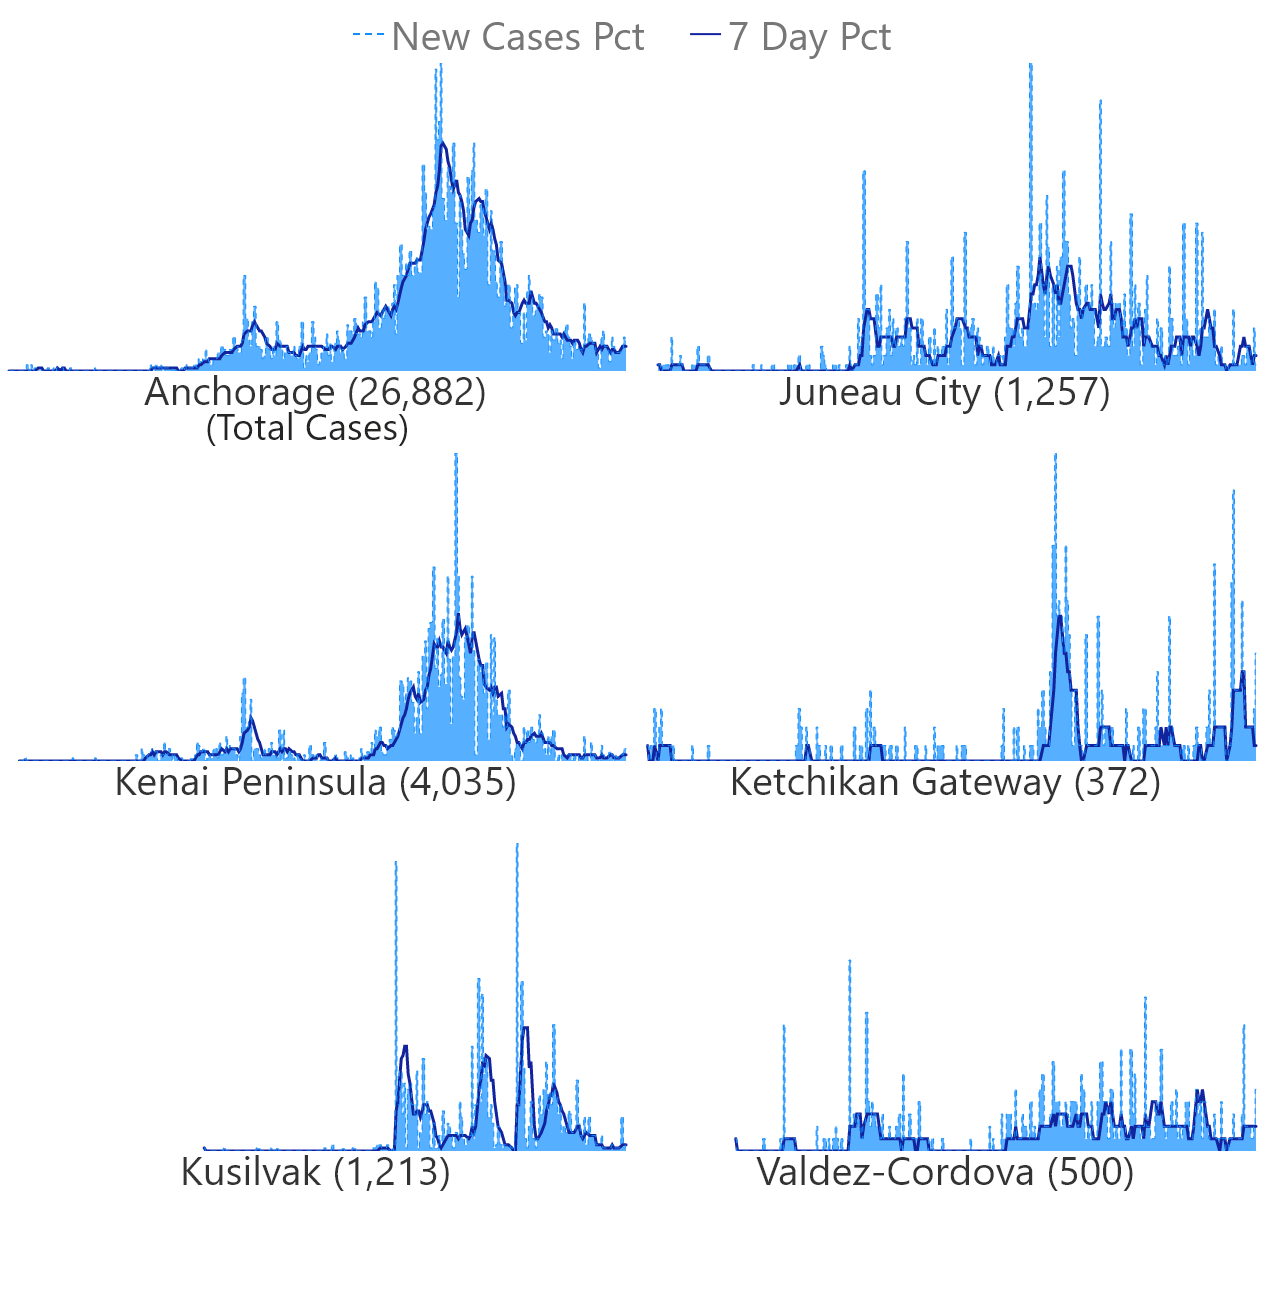 New Cases Pct 7 Day Pct
Anchorage (26,882)
(Total Cases)
Juneau City (1,257)
Kenai Peninsula (4,035)
Ketchikan Gateway (372)
Kusilvak (1,213)
Valdez-Cordova (500)